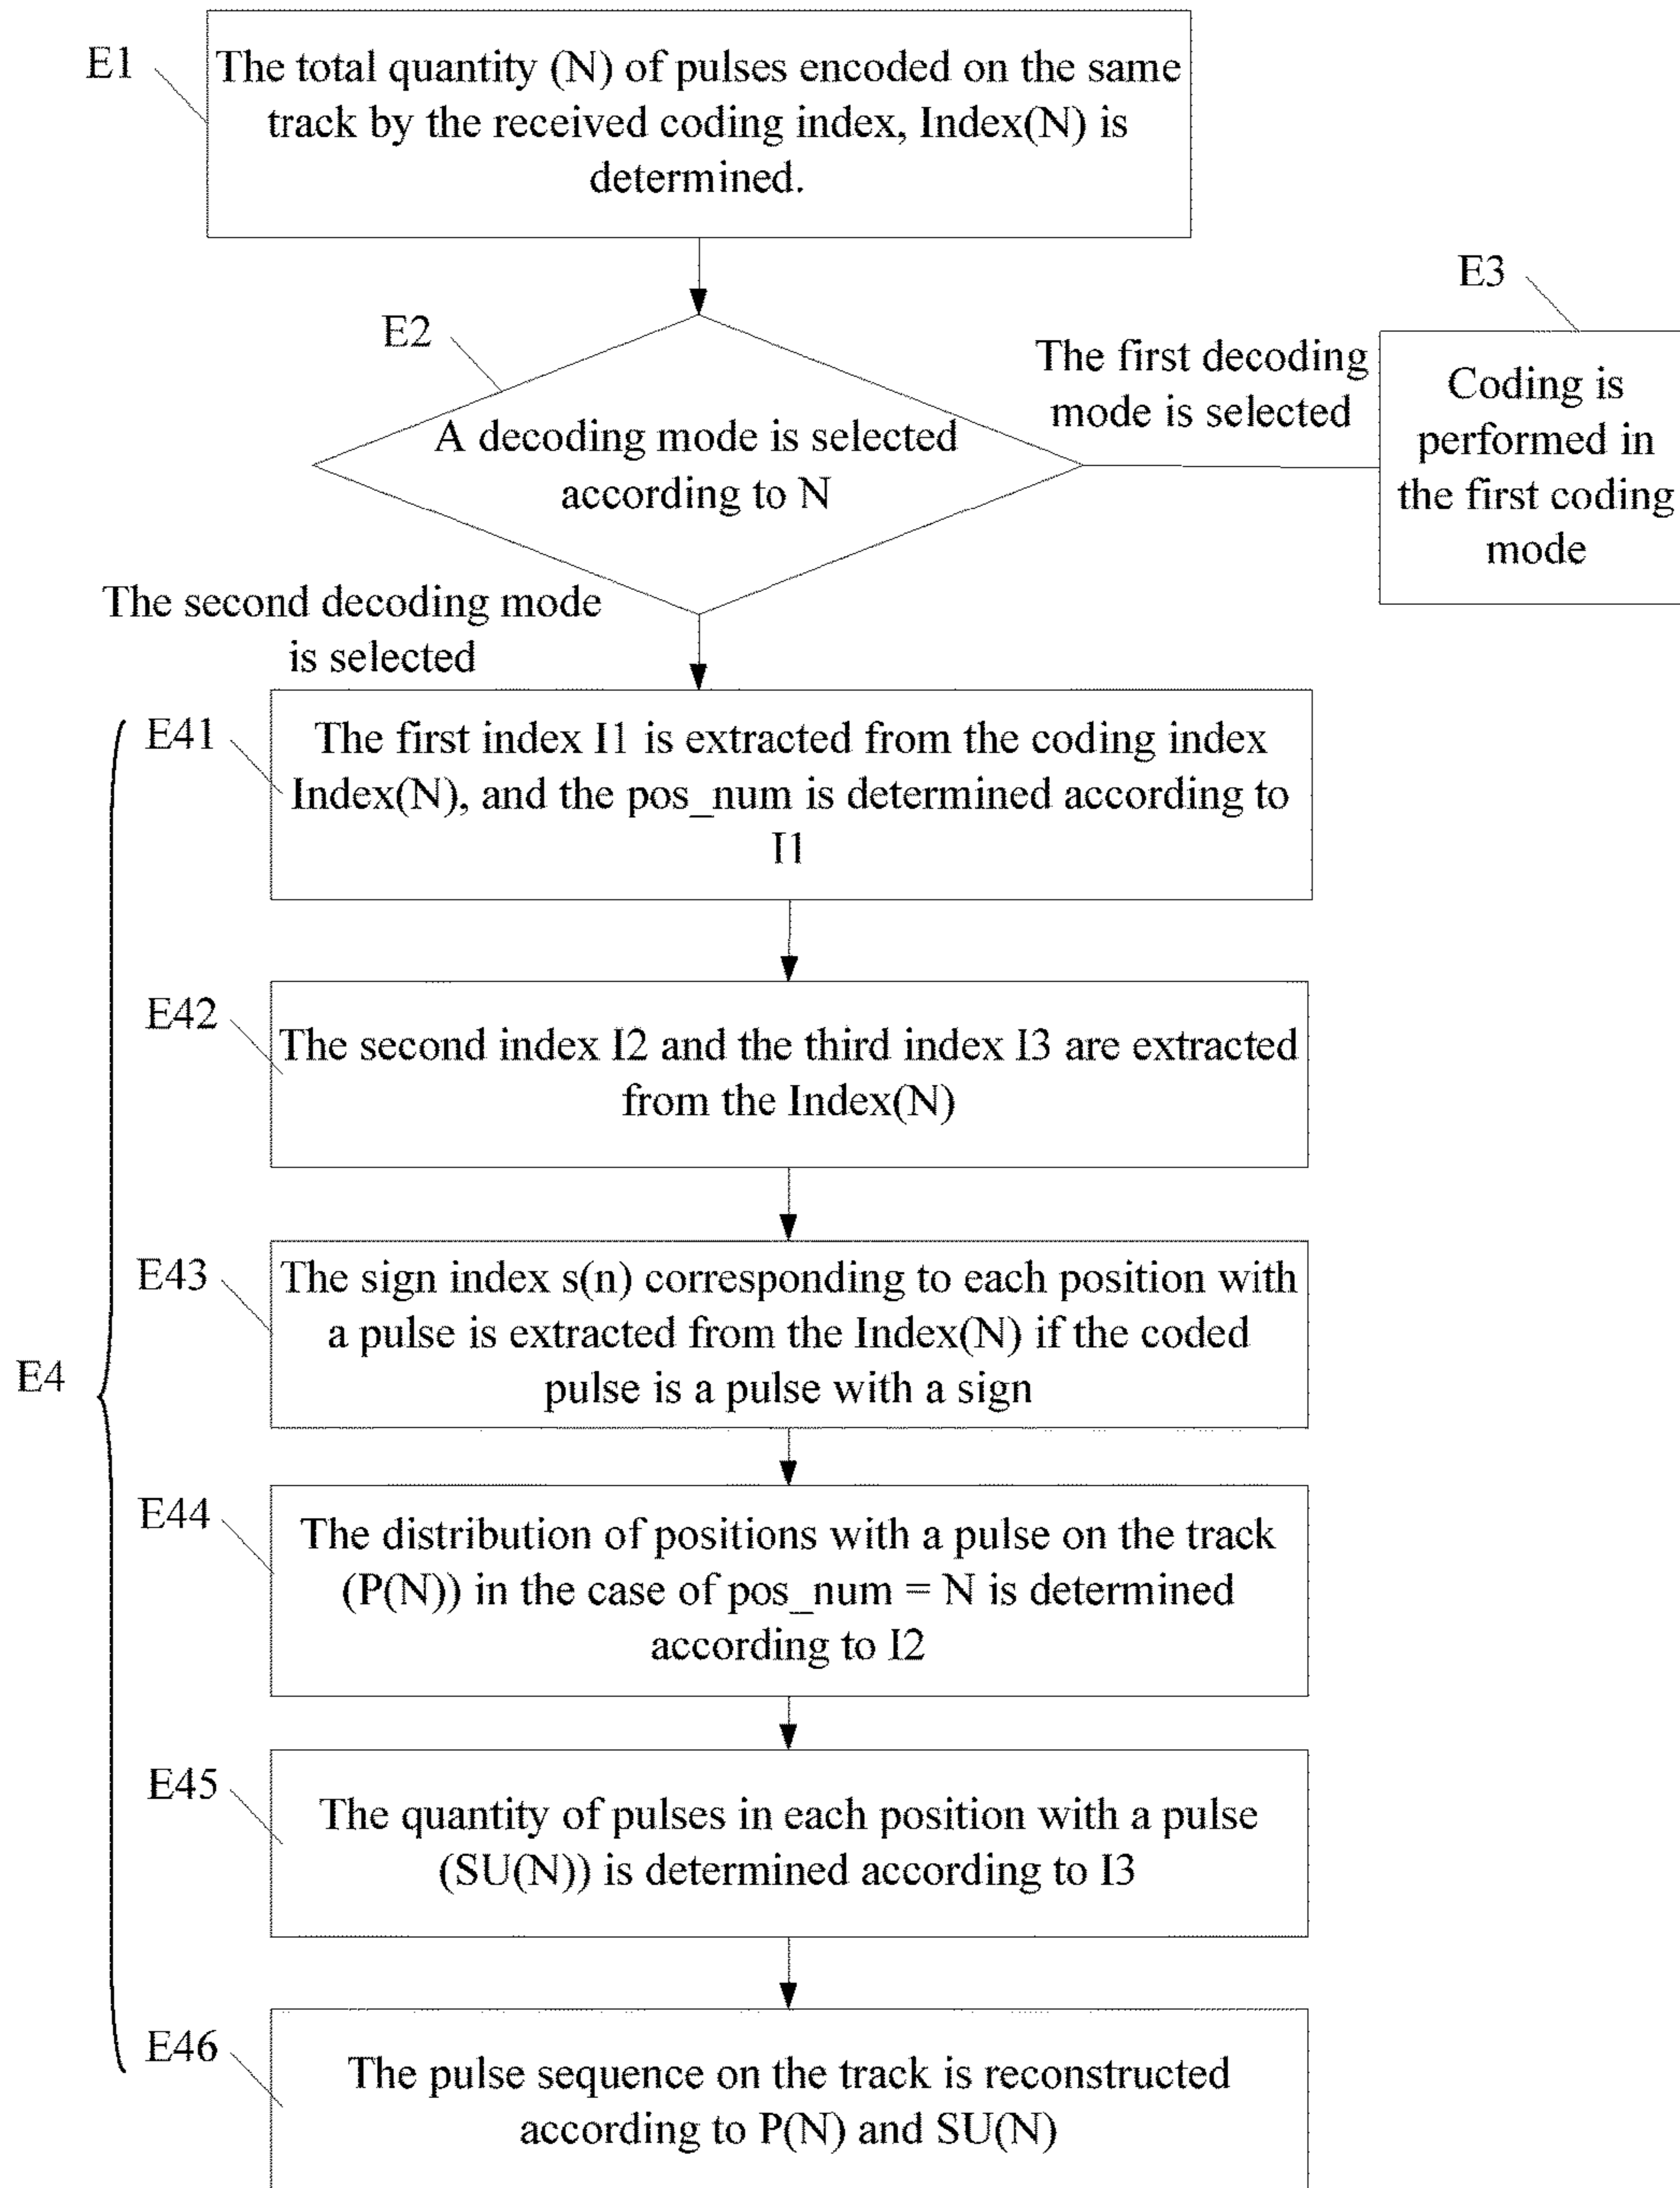 E1
The total quantity (N) of pulses encoded on the same
track by the received coding index, Index(N) is
determined.
E2
A decoding mode is selected
according to N
The first decoding
mode is selected
E3
Coding is
performed in
the first coding
mode
The second decoding mode
is selected
E4
E41
The first index I1 is extracted from the coding index
Index(N), and the pos_num is determined according to
I1
E42
The second index I2 and the third index I3 are extracted
from the Index(N)
E43
The sign index s(n) corresponding to each position with
a pulse is extracted from the Index(N) if the coded
pulse is a pulse with a sign
E44
The distribution of positions with a pulse on the track
(P(N)) in the case of pos_num = N is determined
according to I2
E45
The quantity of pulses in each position with a pulse
(SU(N)) is determined according to I3
E46
The pulse sequence on the track is reconstructed
according to P(N) and SU(N)